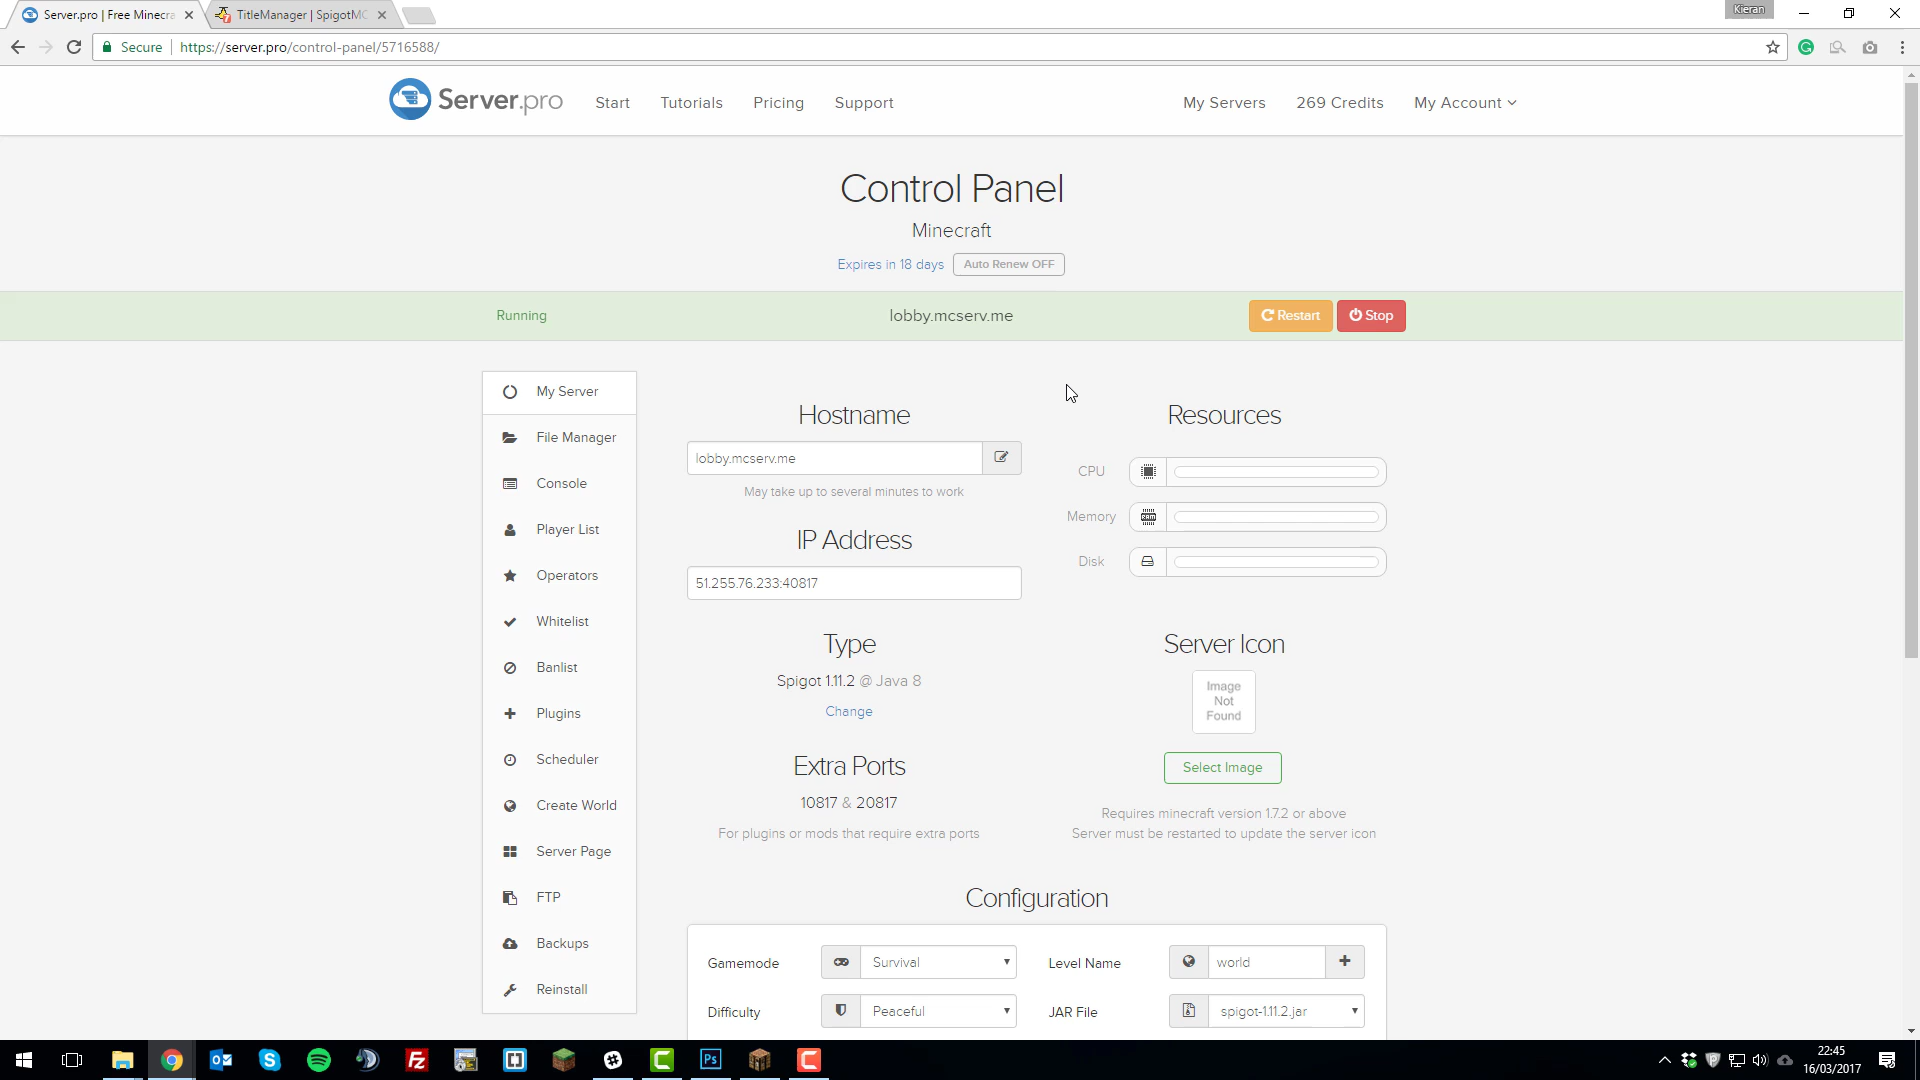 Server.pro | Free Minecra
TitleManager | SpigotMC
Kieran
Secure
https://server.pro/control-panel/5716588/
Server.pro
Start
Tutorials
Pricing
Support
My Servers
269 Credits
My Account
Control Panel
Minecraft
Expires in 18 days
Auto Renew OFF
Running
lobby.mcserv.me
Restart
Stop
My Server
File Manager
Console
Player List
Operators
Whitelist
Banlist
Plugins
Scheduler
Create World
Server Page
FTP
Backups
Reinstall
Hostname
lobby.mcserv.me
May take up to several minutes to work
IP Address
51.255.76.233:40817
Type
Spigot 1.11.2 @ Java 8
Change
Extra Ports
10817 & 20817
For plugins or mods that require extra ports
Resources
CPU
Memory
RAM
Disk
Server Icon
Image
Not
Found
Select Image
Requires minecraft version 1.7.2 or above
Server must be restarted to update the server icon
Configuration
Gamemode
Survival
Level Name
world
Difficulty
Peaceful
JAR File
spigot-1.11.2.jar
Ps
22:45
16/03/2017